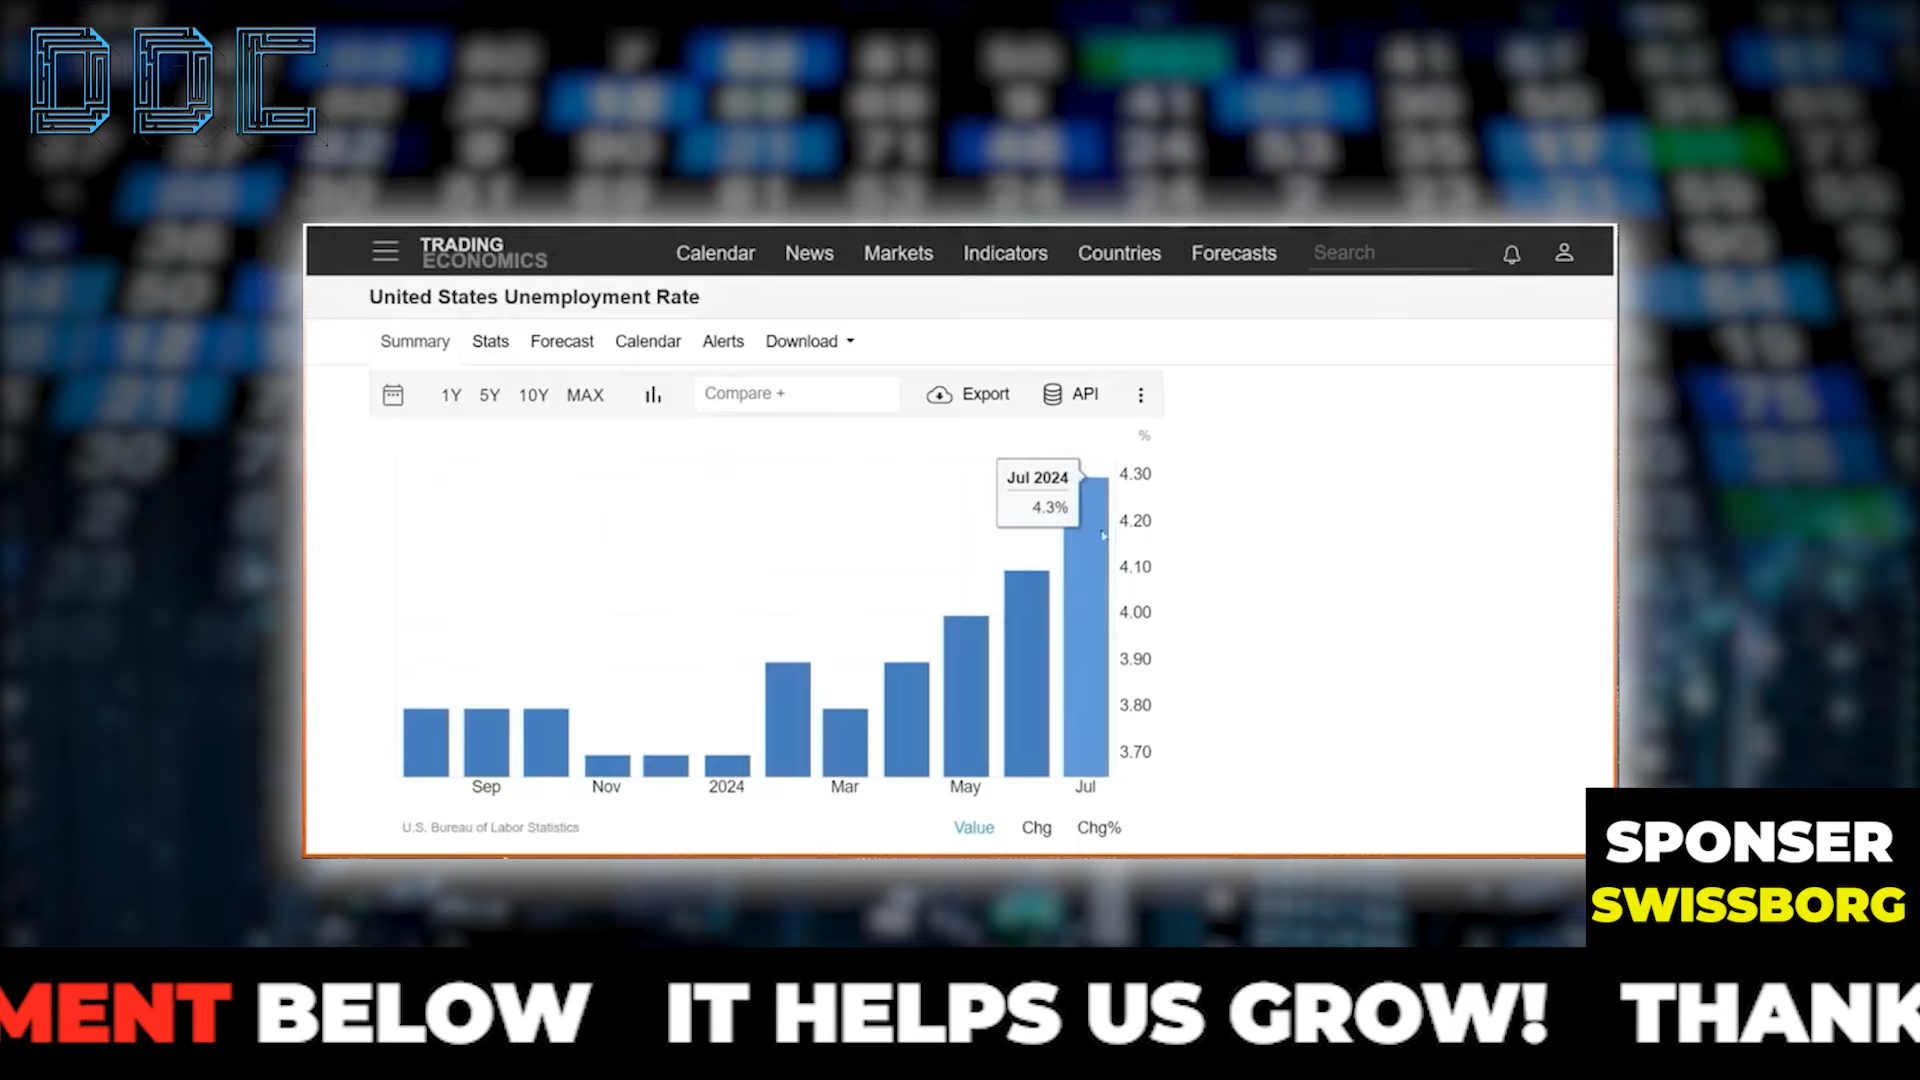 DDC
TRADING
ECONOMICS
Calendar News Markets Indicators Countries Forecasts Search
United States Unemployment Rate
Summary Stats Forecast Calendar Alerts Download
1Y 5Y 10Y MAX Compare + Export API
%
Jul 2024
4.3%
4.30
4.20
4.10
4.00
3.90
3.80
3.70
Sep Nov 2024 Mar May Jul
U.S. Bureau of Labor Statistics Value Chg Chg%
SPONSER
SWISSBORG
MENT BELOW IT HELPS US GROW! THANK